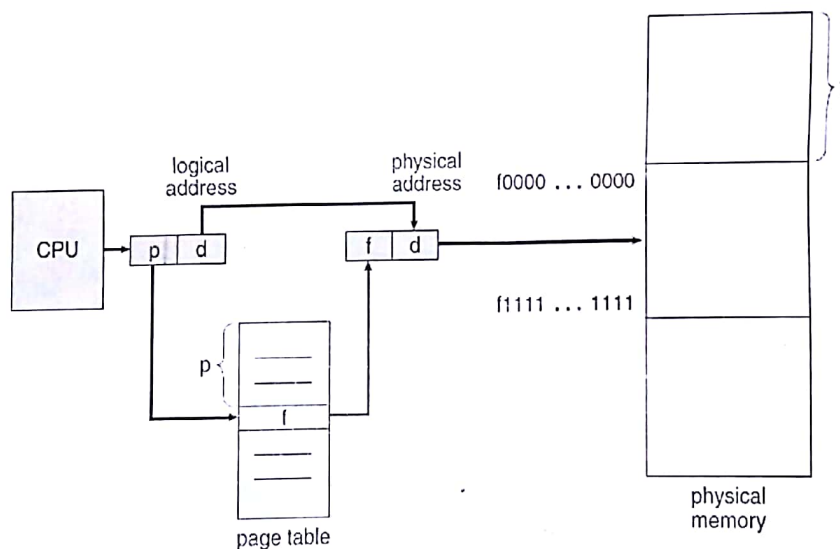 logical
address
physical
address
f0000 ... 0000
CPU
p
d
f
d
f1111 ... 1111
p
f
page table
physical
memory